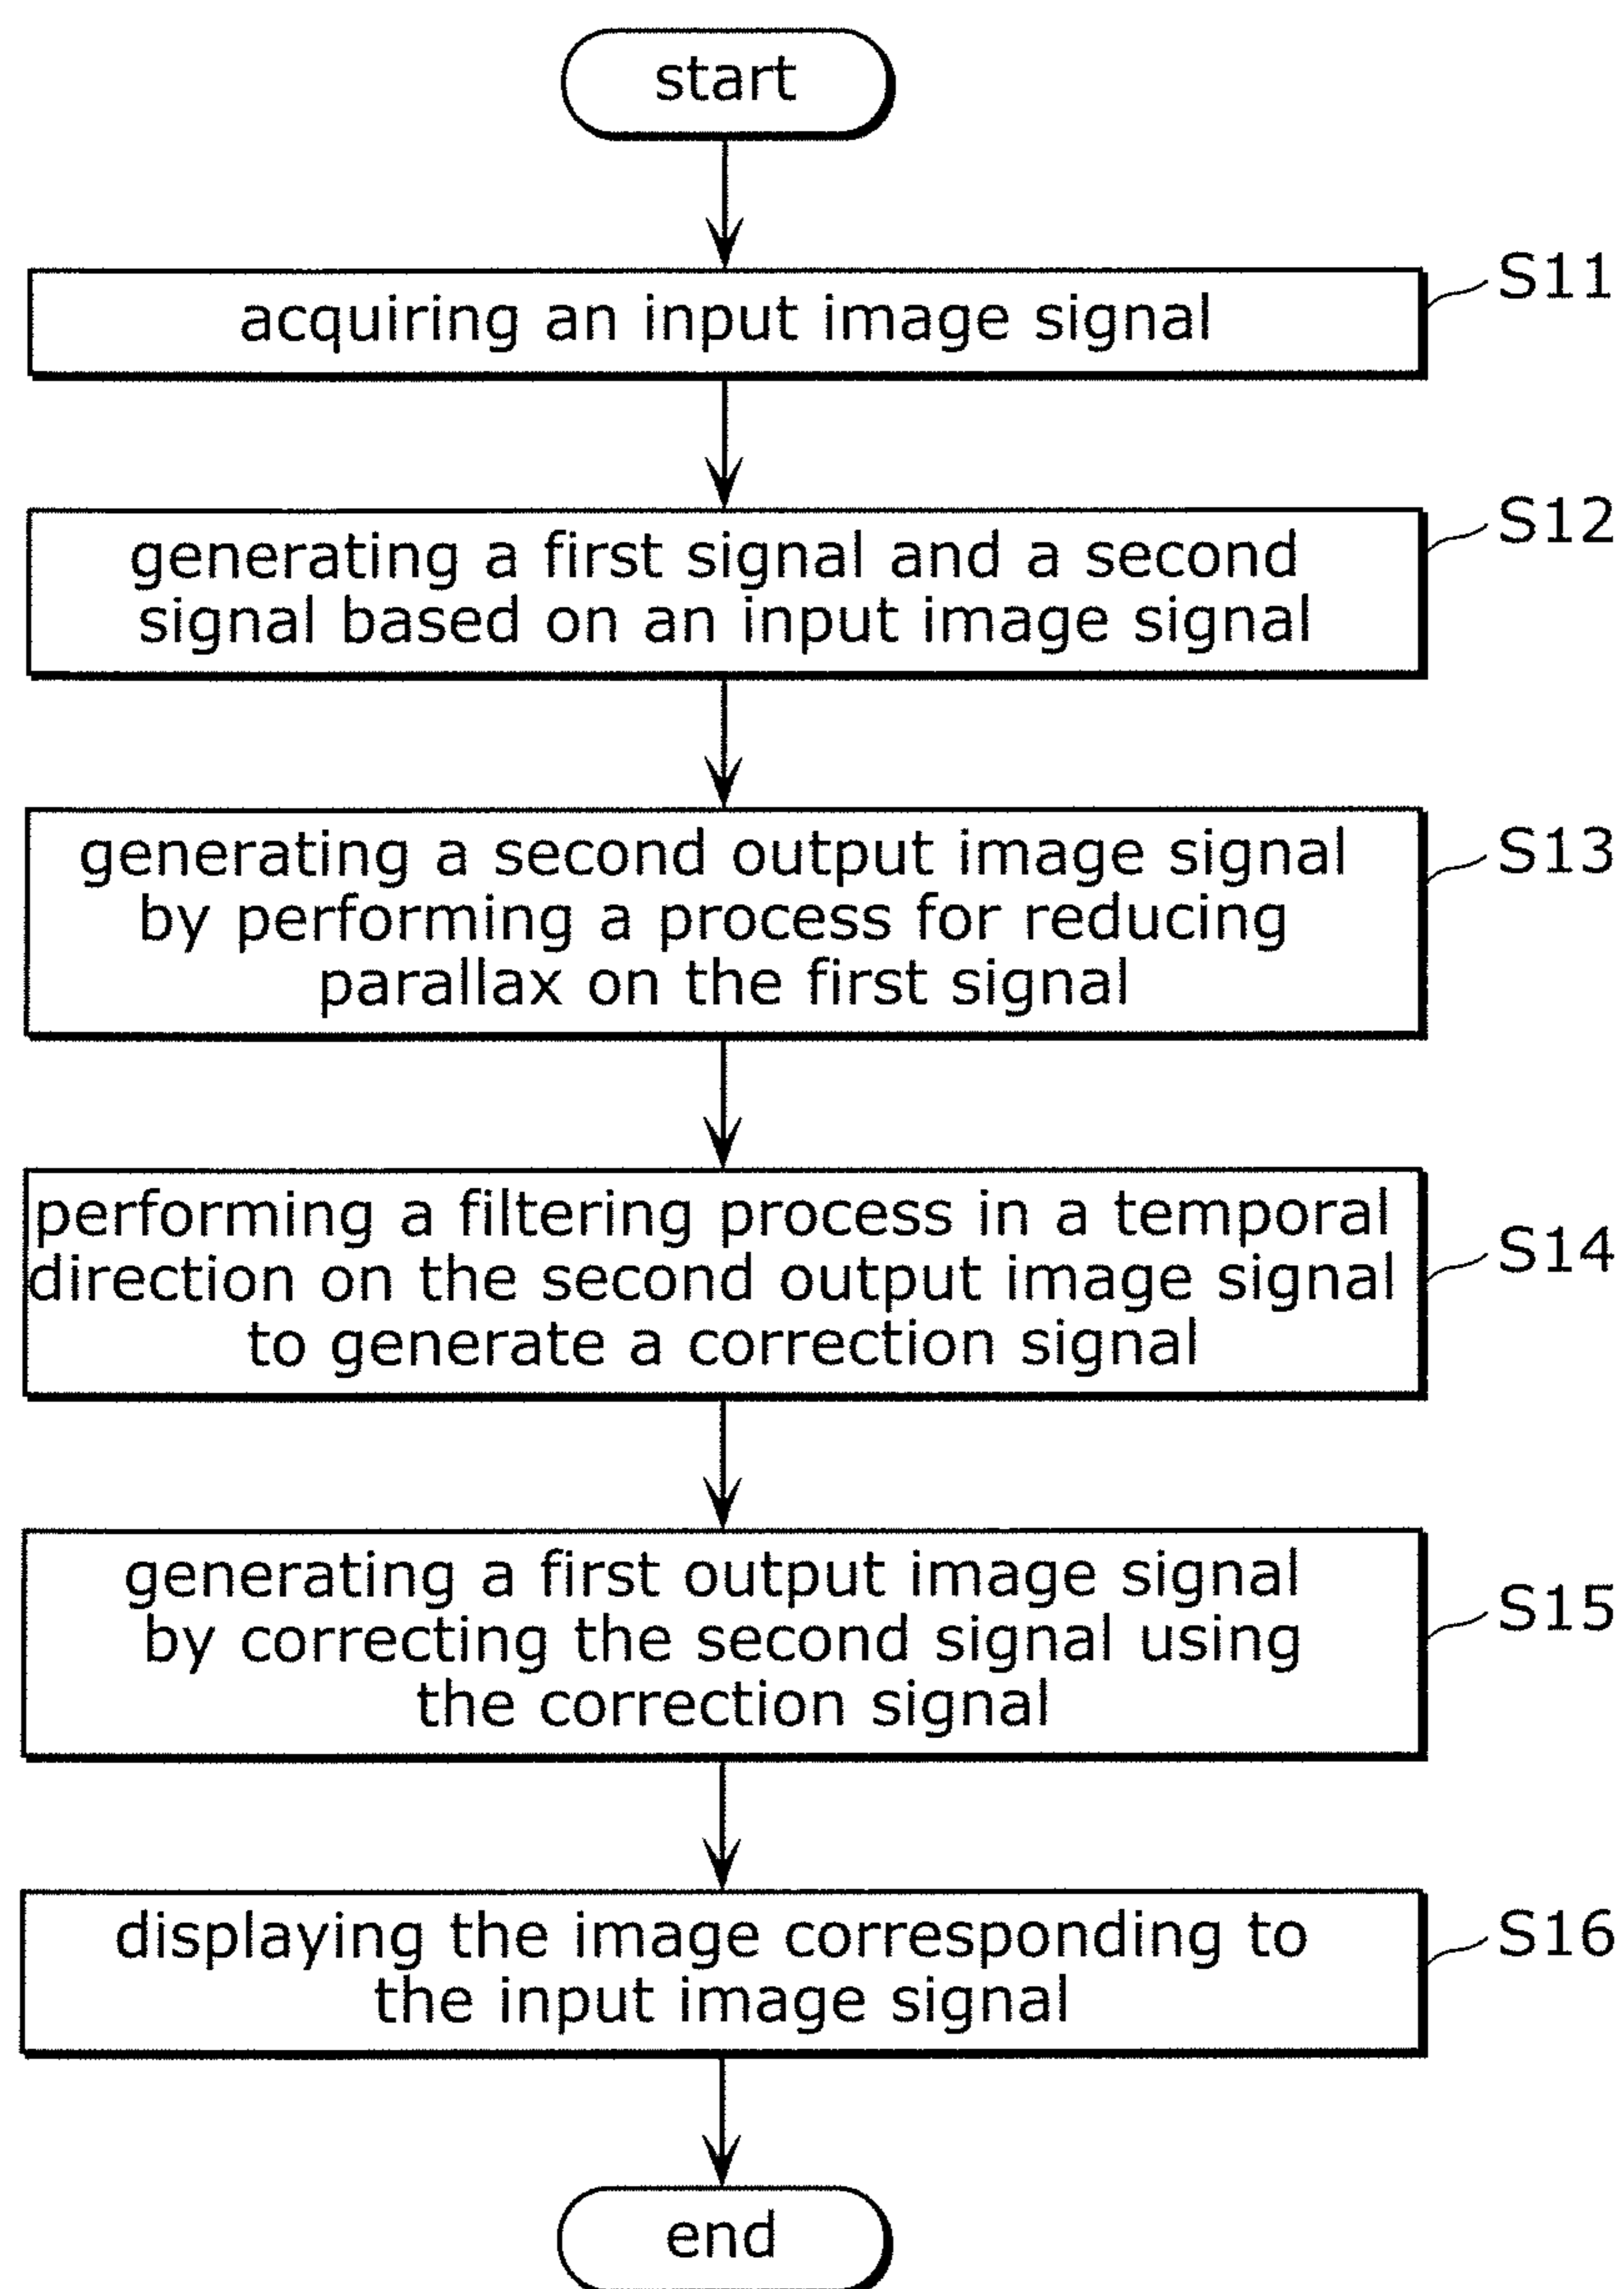 start
acquiring an input image signal
S11
generating a first signal and a second
signal based on an input image signal
S12
generating a second output image signal
by performing a process for reducing
parallax on the first signal
S13
performing a filtering process in a temporal
direction on the second output image signal
to generate a correction signal
S14
generating a first output image signal
by correcting the second signal using
the correction signal
S15
displaying the image corresponding to
the input image signal
S16
end